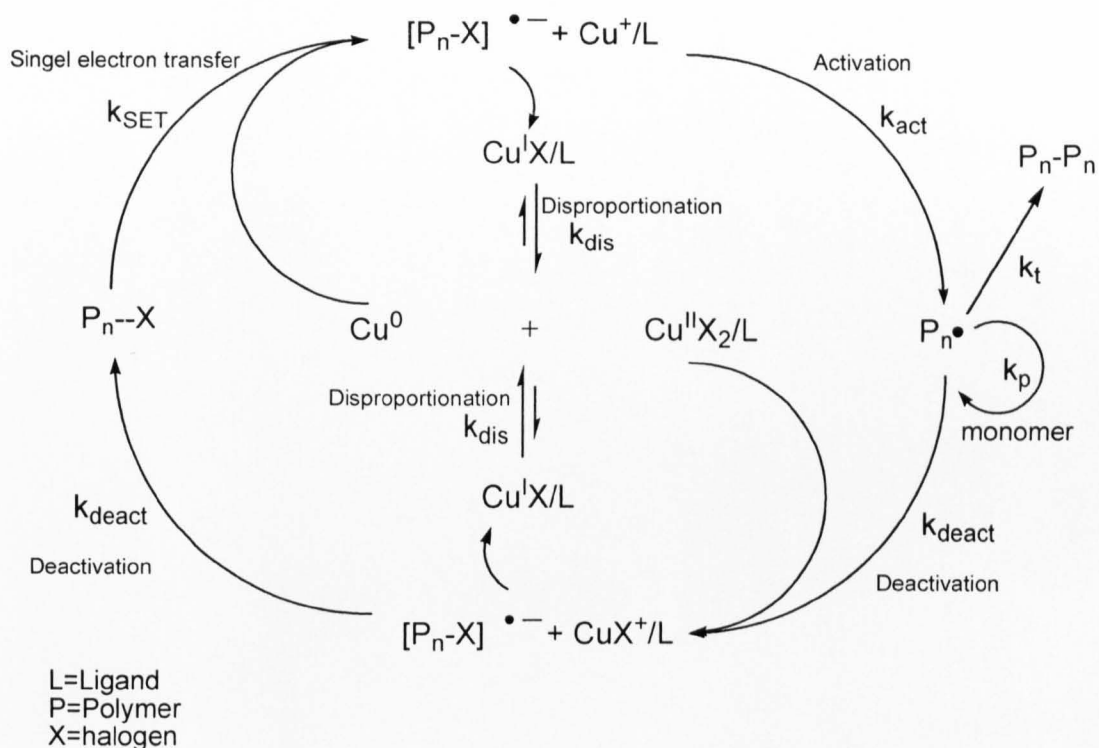 [Pn-X] •− + Cu+/L
Singel electron transfer
Activation
kSET
kact
CuIX/L
Pn-Pn
Disproportionation
kdis
kt
Pn--X
Cu0
+
CuIIX2/L
Pn•
kp
Disproportionation
kdis
monomer
CuIX/L
kdeact
kdeact
Deactivation
Deactivation
[Pn-X] •− + CuX+/L
L=Ligand
P=Polymer
X=halogen